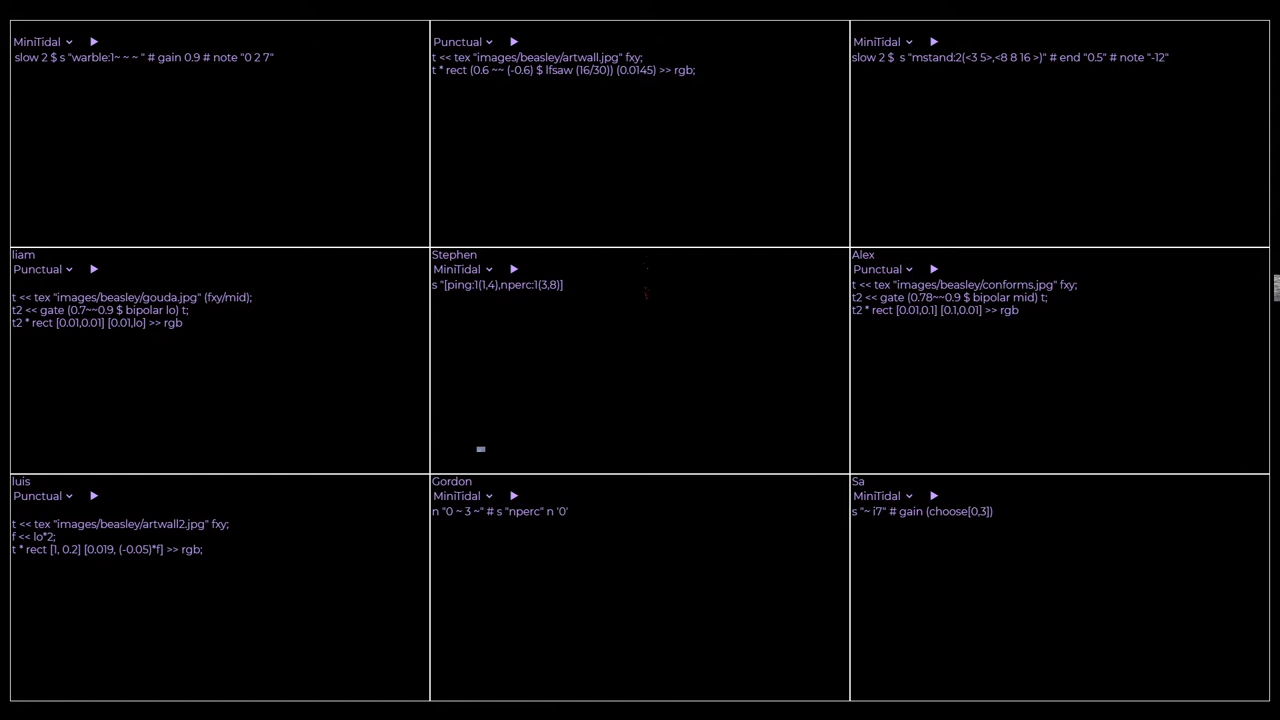 MiniTidal
slow 2 $ s "warble:1~ ~ ~ " # gain 0.9 # note "0 2 7"
Punctual
t << tex "images/beasley/artwall.jpg" fxy;
t * rect (0.6 ~~ (-0.6) $ lfsaw (16/30)) (0.0145) >> rgb;
MiniTidal
slow 2 $  s "mstand:2(<3 5>,<8 8 16 >)" # end "0.5" # note "-12"
liam
Punctual
t << tex "images/beasley/gouda.jpg" (fxy/mid);
t2 << gate (0.7~~0.9 $ bipolar lo) t;
t2 * rect [0.01,0.01] [0.01,lo] >> rgb
Stephen
MiniTidal
s "[ping:1(1,4),nperc:1(3,8)]
Alex
Punctual
t << tex "images/beasley/conforms.jpg" fxy;
t2 << gate (0.78~~0.9 $ bipolar mid) t;
t2 * rect [0.01,0.1] [0.1,0.01] >> rgb
luis
Punctual
t << tex "images/beasley/artwall2.jpg" fxy;
f << lo*2;
t * rect [1, 0.2] [0.019, (-0.05)*f] >> rgb;
Gordon
MiniTidal
n "0 ~ 3 ~" # s "nperc" n '0'
Sa
MiniTidal
s "~ i7" # gain (choose[0,3])